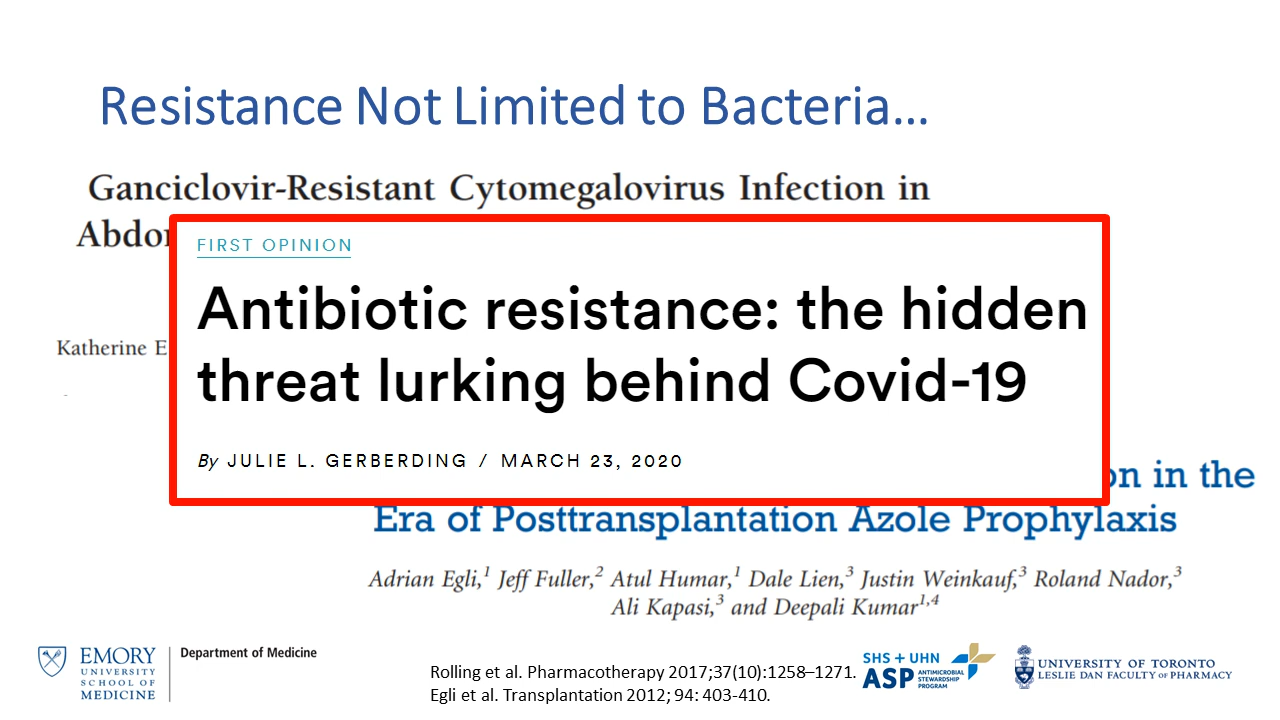 Resistance Not Limited to Bacteria...
Ganciclovir-Resistant Cytomegalovirus Infection in
FIRST OPINION
Antibiotic resistance: the hidden
threat lurking behind Covid-19
Katherine E
By JULIE L. GERBERDING / MARCH 23, 2020
in the
Era of Posttransplantation Azole Prophylaxis
Adrian Egli,¹ Jeff Fuller,² Atul Humar,¹ Dale Lien,³ Justin Weinkauf,³ Roland Nador,³
Ali Kapasi,³ and Deepali Kumar¹,⁴
EMORY
UNIVERSITY
SCHOOL OF
MEDICINE
Department of Medicine
Rolling et al. Pharmacotherapy 2017;37(10):1258–1271.
Egli et al. Transplantation 2012; 94: 403-410.
SHS + UHN
ASP
ANTIMICROBIAL
STEWARDSHIP
PROGRAM
UNIVERSITY OF TORONTO
LESLIE DAN FACULTY OF PHARMACY